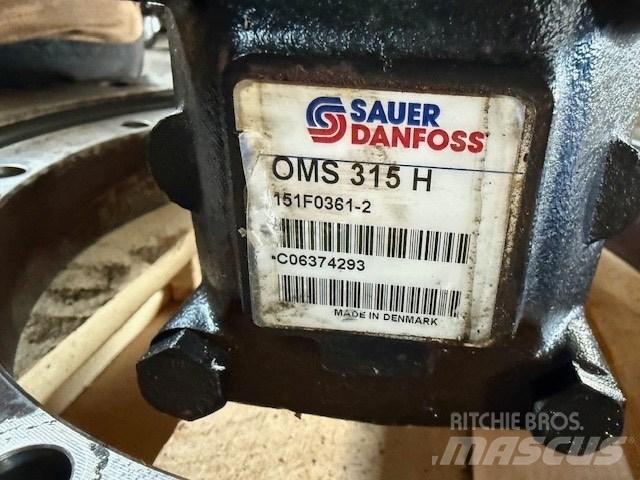 SAUER
DANFOSS
OMS 315 H
151F0361-2
*C06374293
MADE IN DENMARK
RITCHIE BROS.
MASCUS